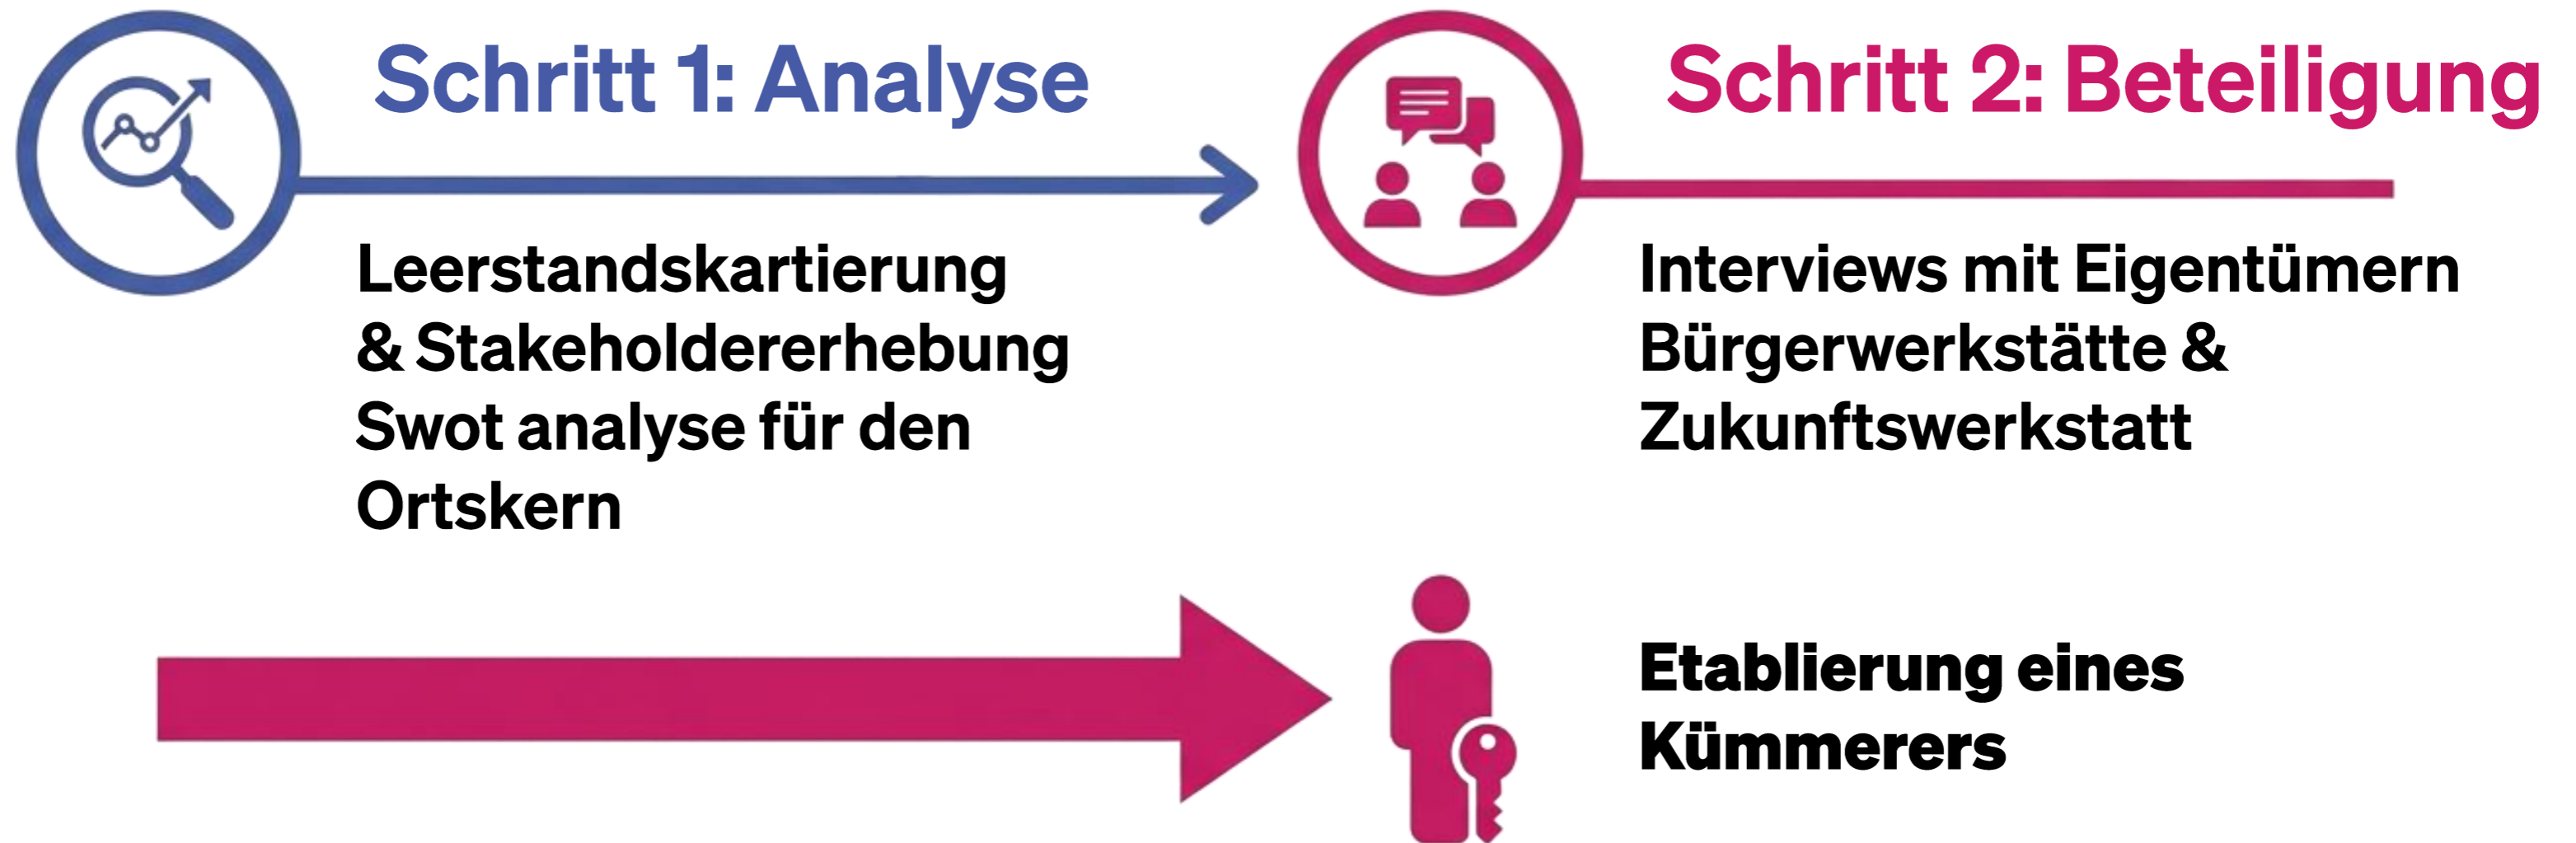 Schritt 1: Analyse
Leerstandskartierung
& Stakeholdererhebung
Swot analyse für den
Ortskern
Schritt 2: Beteiligung
Interviews mit Eigentümern
Bürgerwerkstätte &
Zukunftswerkstatt
Etablierung eines
Kümmerers